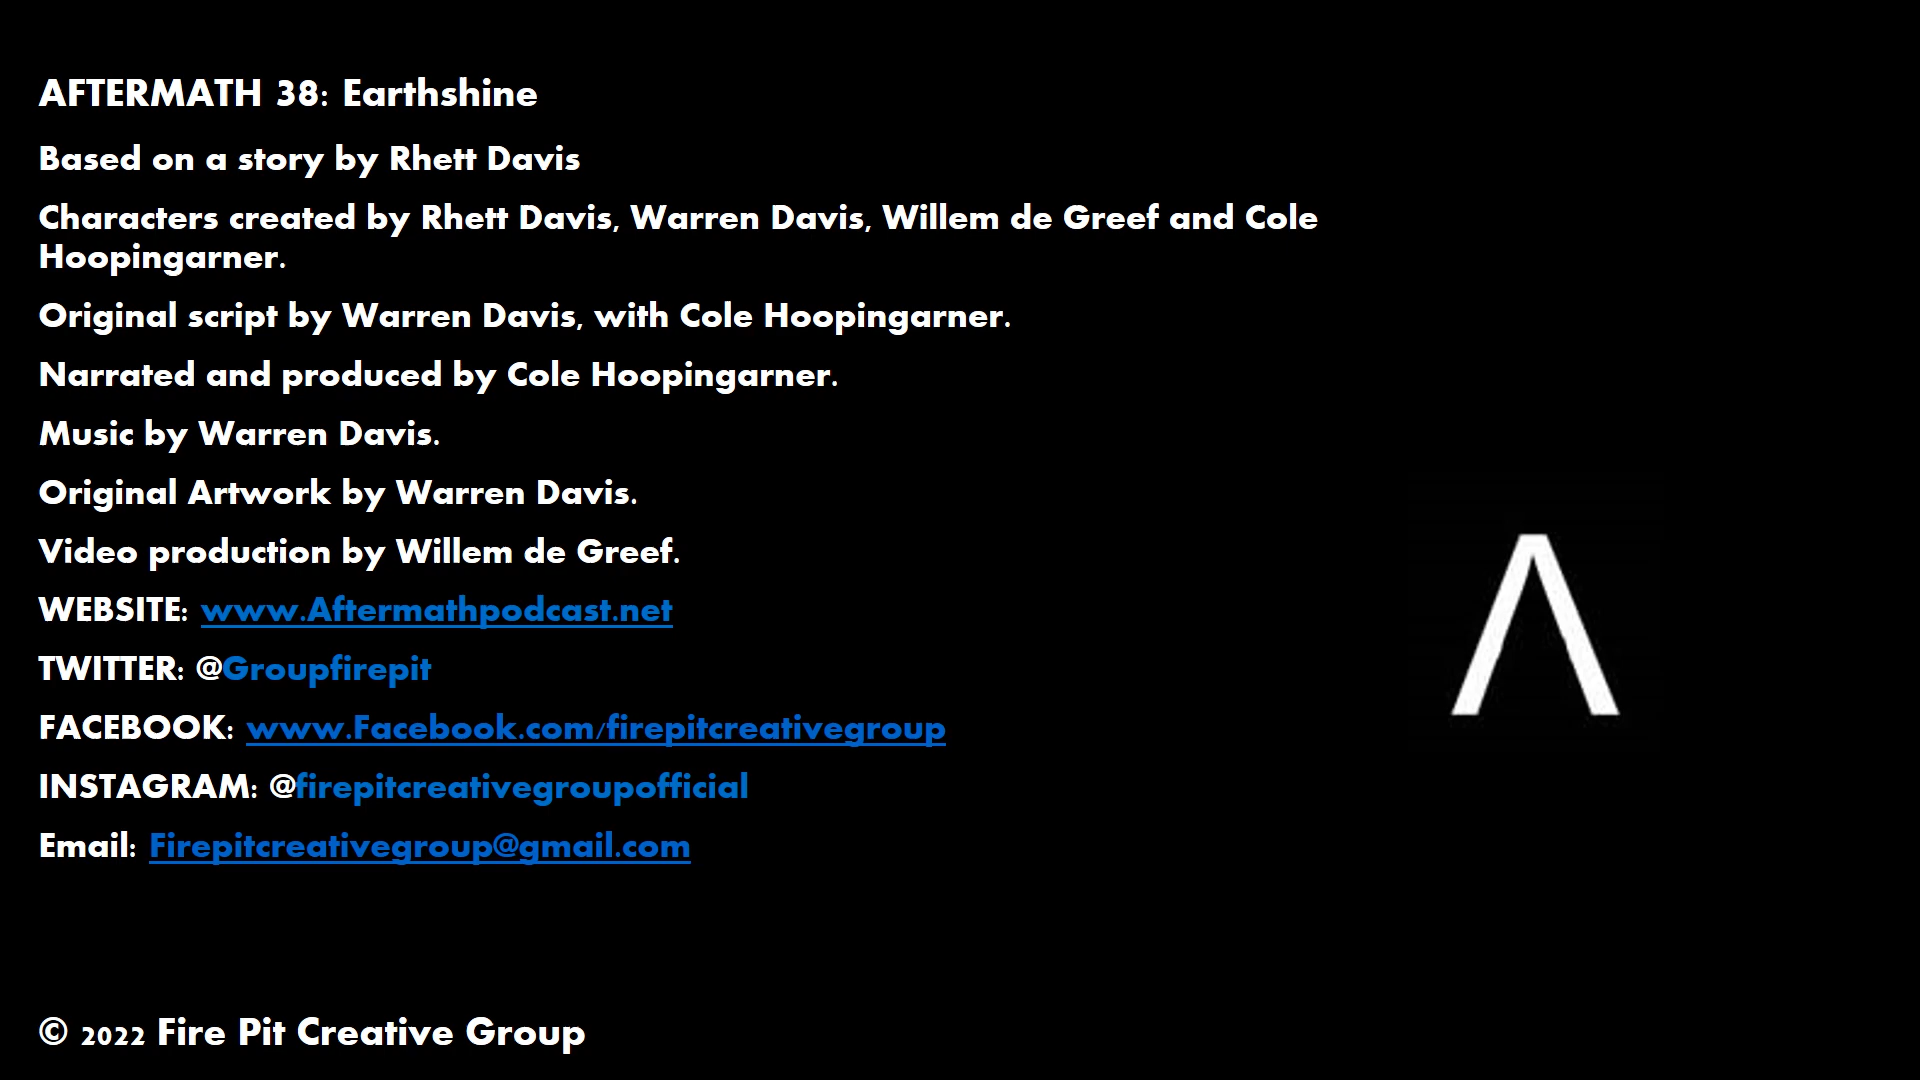 AFTERMATH 38: Earthshine
Based on a story by Rhett Davis
Characters created by Rhett Davis, Warren Davis, Willem de Greef and Cole
Hoopingarner.
Original script by Warren Davis, with Cole Hoopingarner.
Narrated and produced by Cole Hoopingarner.
Music by Warren Davis.
Original Artwork by Warren Davis.
Video production by Willem de Greef.
WEBSITE: www.Aftermathpodcast.net
TWITTER: @Groupfirepit
FACEBOOK: www.Facebook.com/firepitcreativegroup
INSTAGRAM: @firepitcreativegroupofficial
Email: Firepitcreativegroup@gmail.com
© 2022 Fire Pit Creative Group